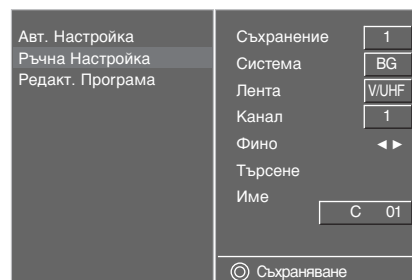 Авт. Настройка
Ръчна Настройка
Редакт. Програма
Съхранение 1
Система BG
Лента V/UHF
Канал 1
Фино ◄ ►
Търсене
Име
C 01
Съхраняване